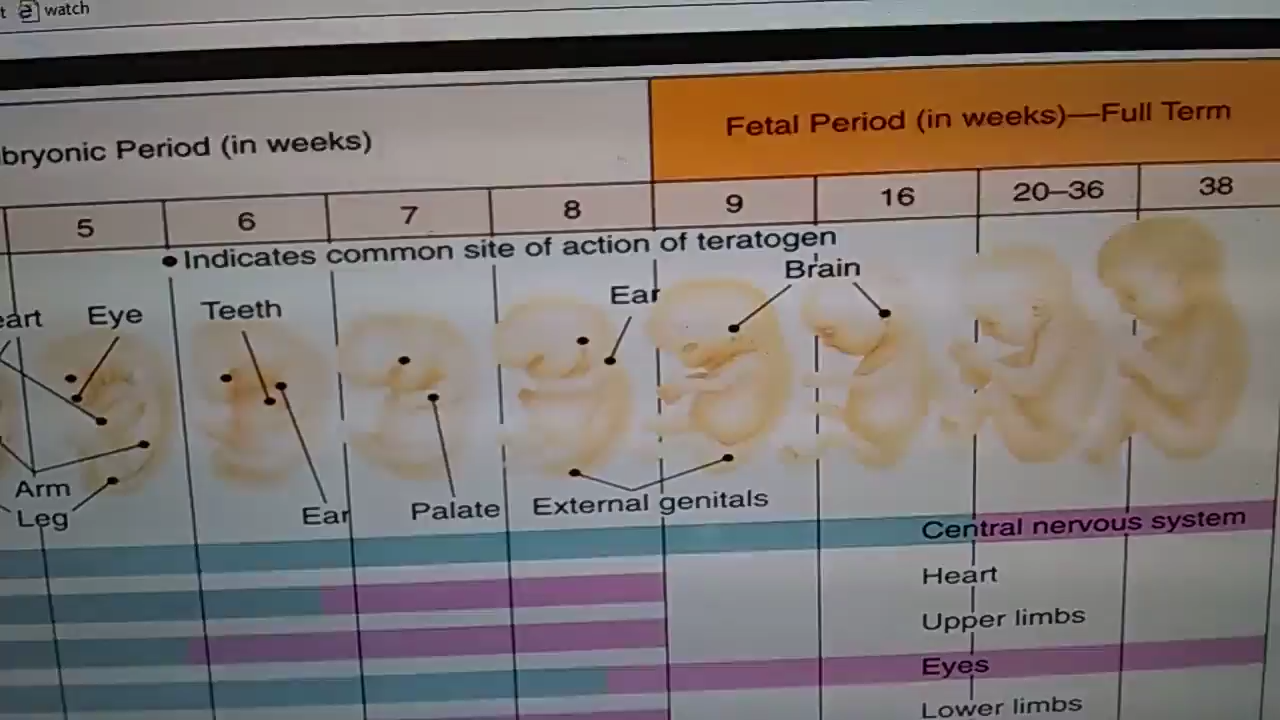 watch
bryonic Period (in weeks)
Fetal Period (in weeks)—Full Term
5 6 7 8 9 16 20–36 38
Indicates common site of action of teratogen
Brain
Ear
eart Eye Teeth
Arm
Leg
Ear Palate External genitals
Central nervous system
Heart
Upper limbs
Eyes
Lower limbs